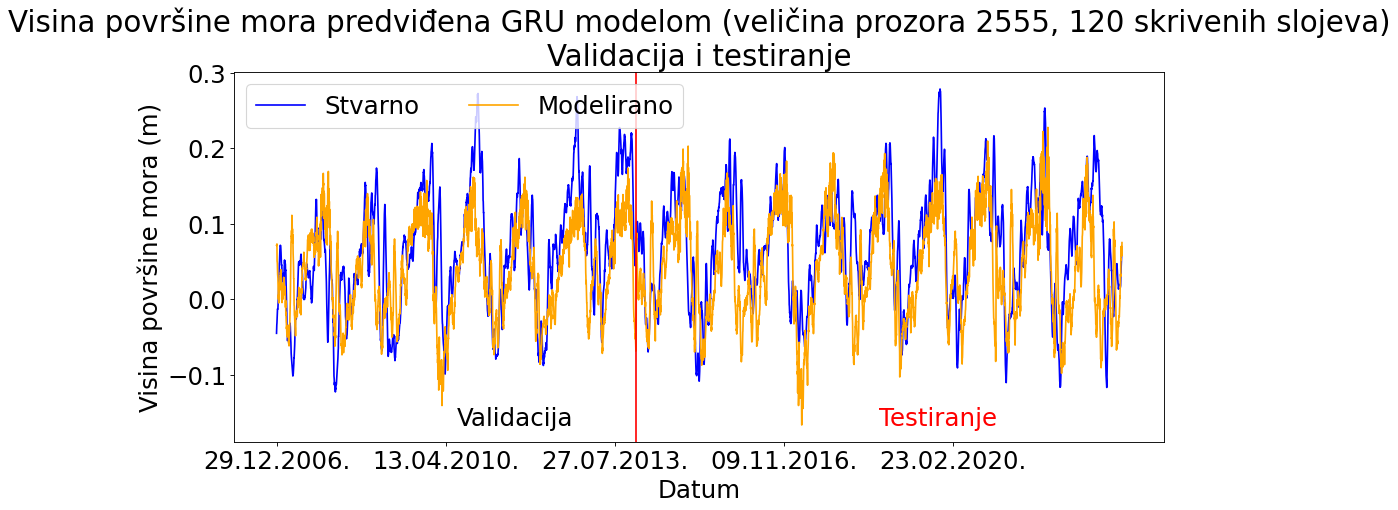 Visina površine mora predviđena GRU modelom (veličina prozora 2555, 120 skrivenih slojeva)
Validacija i testiranje
Stvarno
Modelirano
Visina površine mora (m)
0.3
0.2
0.1
0.0
−0.1
Validacija
Testiranje
29.12.2006.
13.04.2010.
27.07.2013.
09.11.2016.
23.02.2020.
Datum